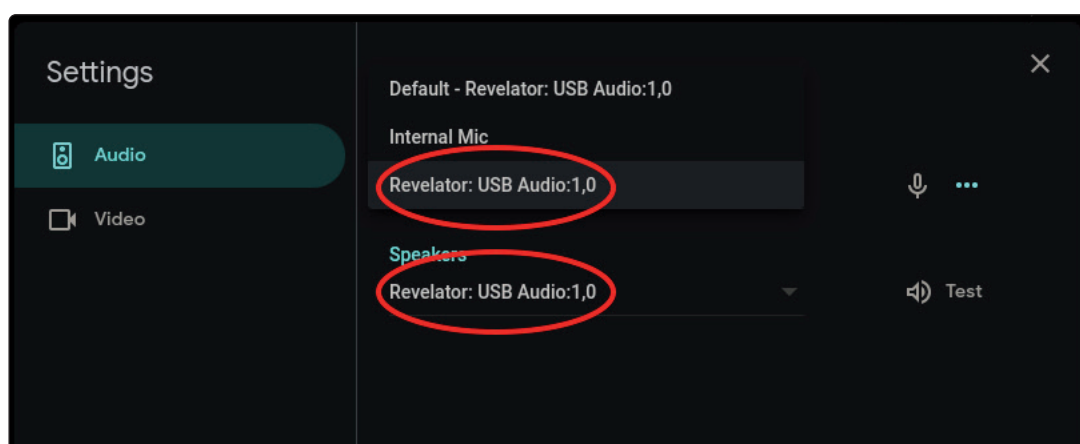 Settings
Audio
Video
Default - Revelator: USB Audio:1,0
Internal Mic
Revelator: USB Audio:1,0
Speakers
Revelator: USB Audio:1,0
Test